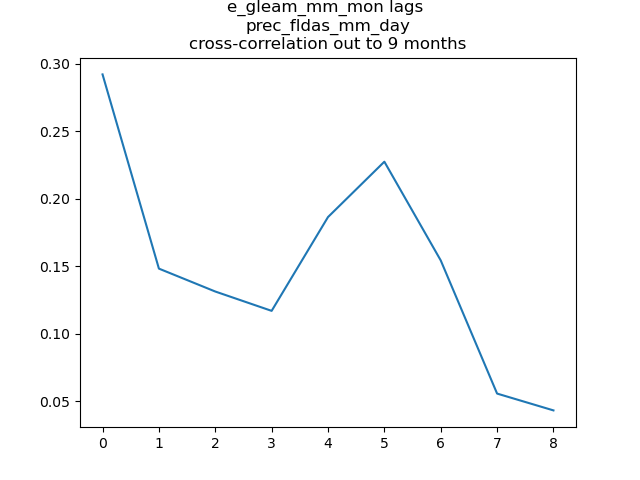 e_gleam_mm_mon lags
prec_fldas_mm_day
cross-correlation out to 9 months
0.30
0.25
0.20
0.15
0.10
0.05
0 1 2 3 4 5 6 7 8